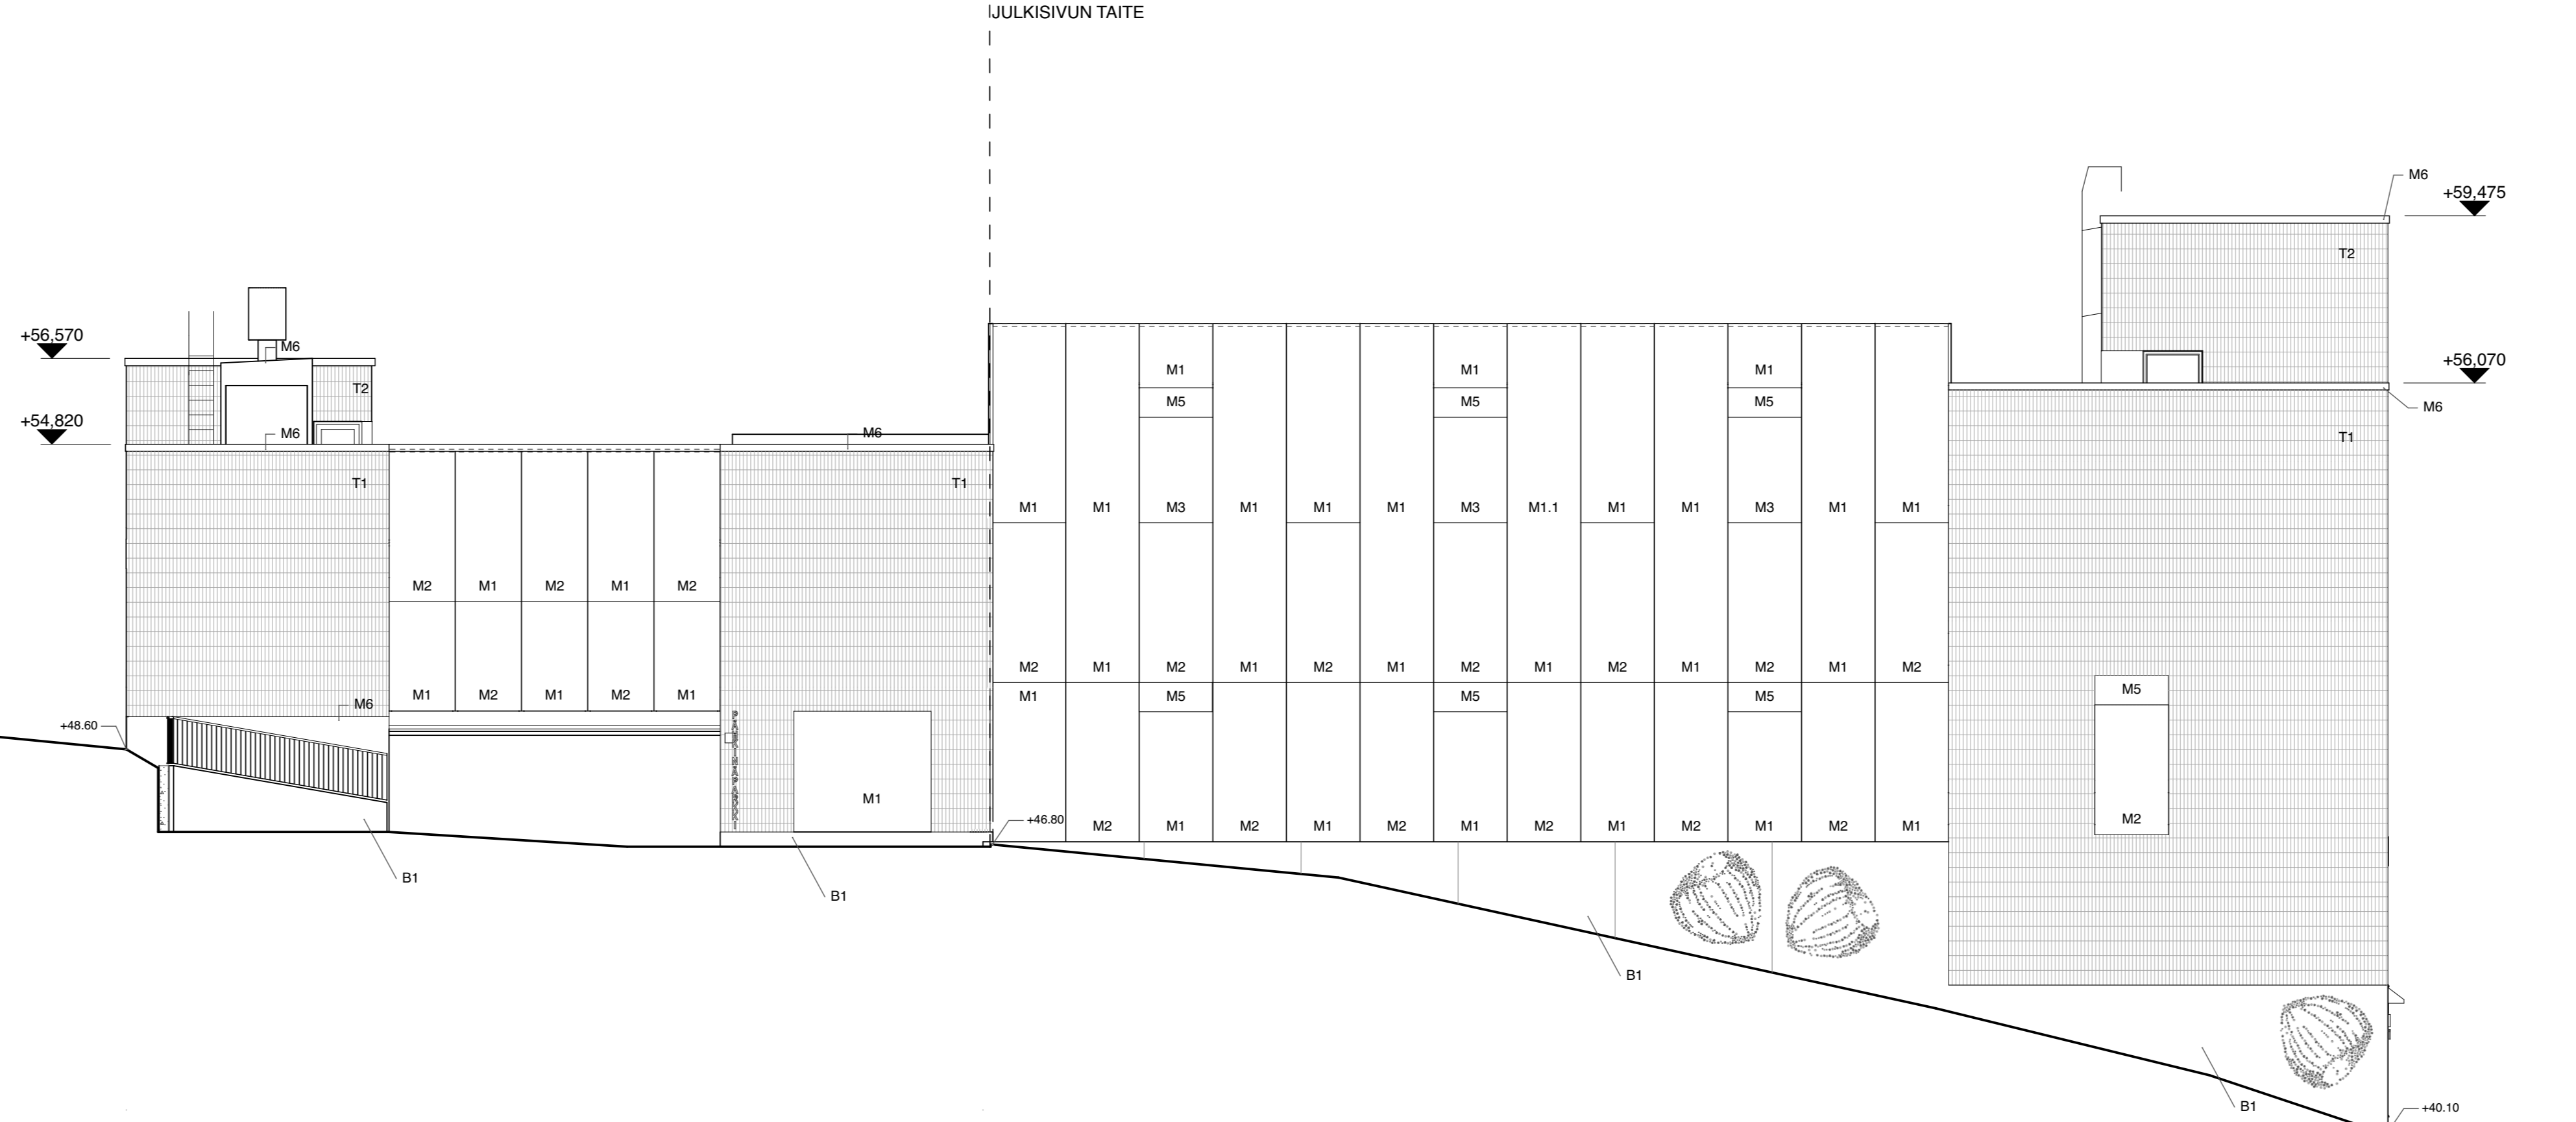 JULKISIVUN TAITE
M6
+59,475
T2
+56,570
M6
+56,070
M1 M1 M1
T2
M5 M5 M5
M6
+54,820
M6
M6
T1
T1
T1
M1 M1 M3 M1 M1 M1 M3 M1.1 M1 M1 M3 M1 M1
M2 M1 M2 M1 M2
M2 M1 M2 M1 M2 M1 M2 M1 M2 M1 M2 M1 M2
M1 M2 M1 M2 M1
M1 M5 M5 M5
M5
M6
+48.60
M1
+46.80
M2
M2 M1 M2 M1 M2 M1 M2 M1 M2 M1 M2 M1
B1
B1
B1
B1
+40.10